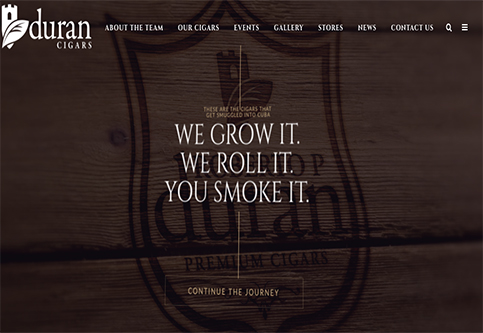 duran
CIGARS
ABOUT THE TEAM
OUR CIGARS
EVENTS
GALLERY
STORES
NEWS
CONTACT US
THESE ARE THE CIGARS THAT
GET SMUGGLED INTO CUBA
WE GROW IT.
WE ROLL IT.
YOU SMOKE IT.
duran
PREMIUM CIGARS
CONTINUE THE JOURNEY